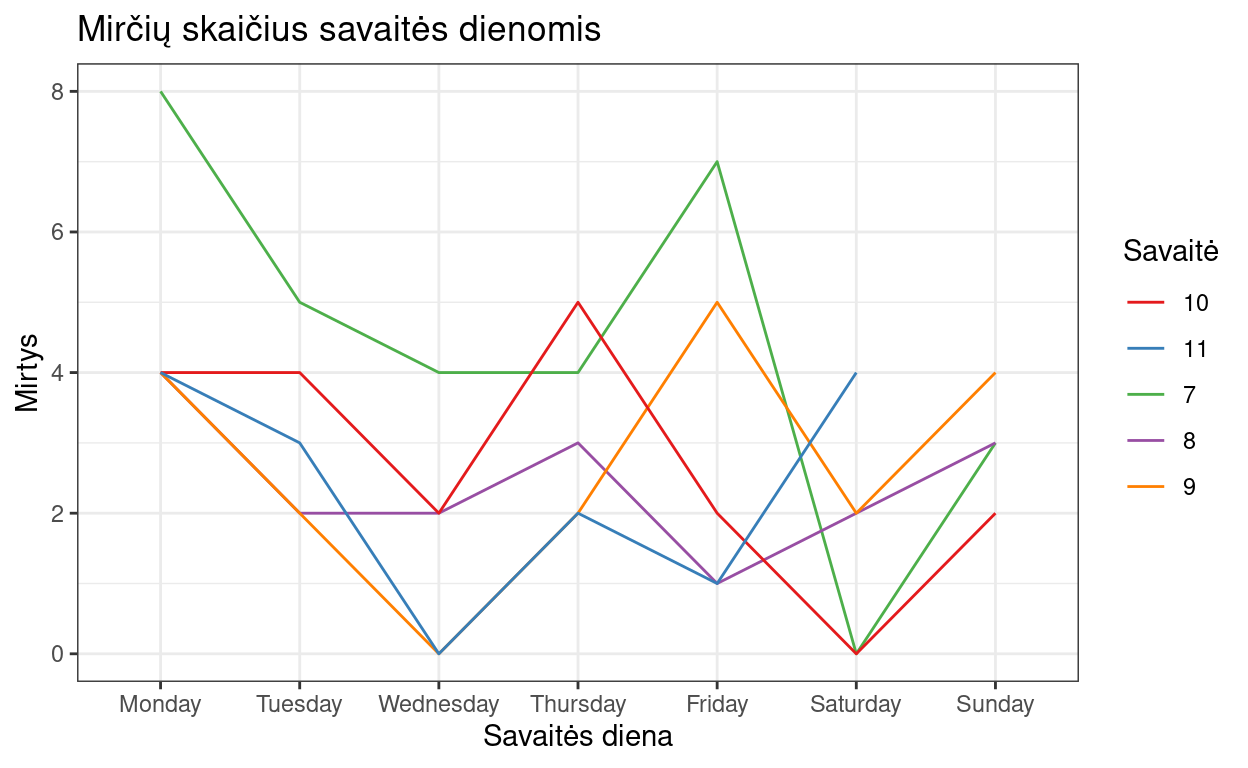 Mirčių skaičius savaitės dienomis
8
6
4
2
0
Mirtys
Monday Tuesday Wednesday Thursday Friday Saturday Sunday
Savaitės diena
Savaitė
10
11
7
8
9